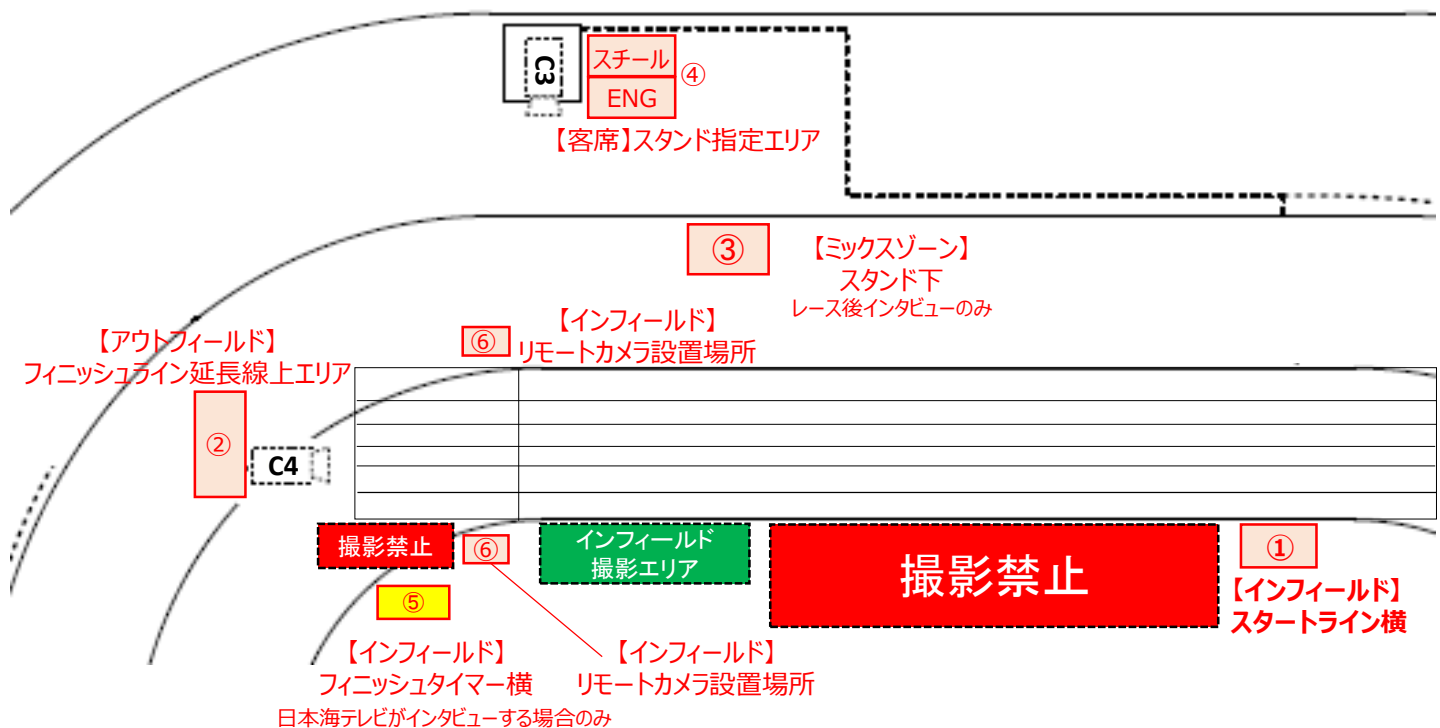 C3
スチール
ENG
④
【客席】スタンド指定エリア
③
【ミックスゾーン】
スタンド下
レース後インタビューのみ
【アウトフィールド】
フィニッシュライン延長線上エリア
⑥
【インフィールド】
リモートカメラ設置場所
②
C4
撮影禁止
⑥
インフィールド
撮影エリア
撮影禁止
①
【インフィールド】
スタートライン横
⑤
【インフィールド】
フィニッシュタイマー横
日本海テレビがインタビューする場合のみ
【インフィールド】
リモートカメラ設置場所